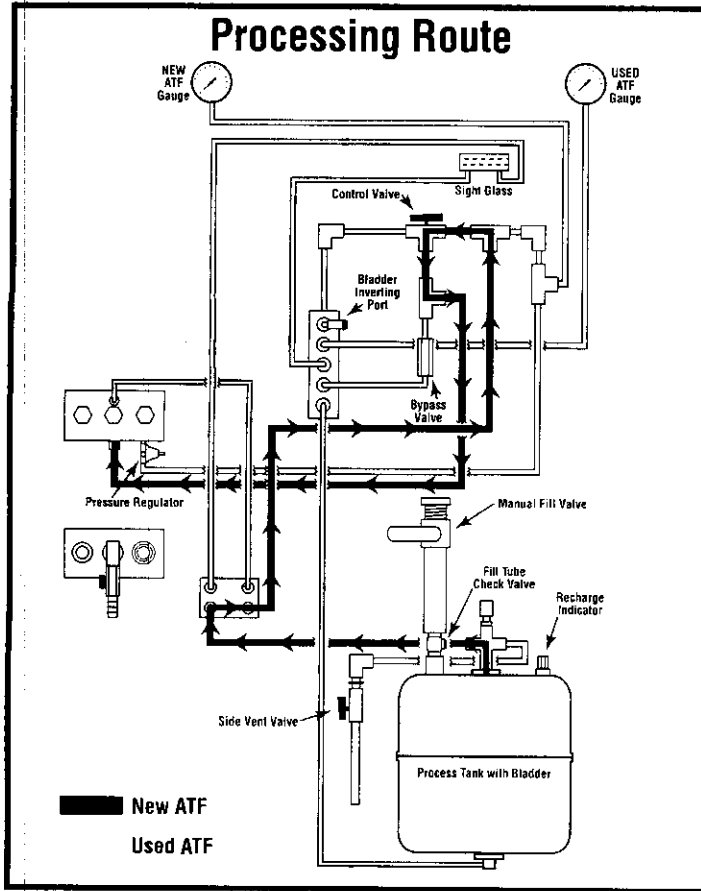 Processing Route
NEW
ATF
Gauge
USED
ATF
Gauge
Sight Glass
Control Valve
Bladder
Inverting
Port
Bypass
Valve
Pressure Regulator
Manual Fill Valve
Fill Tube
Check Valve
Recharge
Indicator
Side Vent Valve
Process Tank with Bladder
New ATF
Used ATF